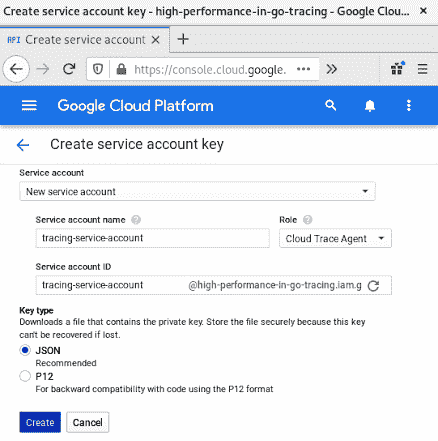 Create service account key - high-performance-in-go-tracing - Google Clou... ×
API Create service account × +
https://console.cloud.google. ... »
Google Cloud Platform
Create service account key
Service account
New service account
Service account name ? Role ?
tracing-service-account Cloud Trace Agent
Service account ID
tracing-service-account @high-performance-in-go-tracing.iam.g
Key type
Downloads a file that contains the private key. Store the file securely because this key
can't be recovered if lost.
JSON
Recommended
P12
For backward compatibility with code using the P12 format
Create Cancel